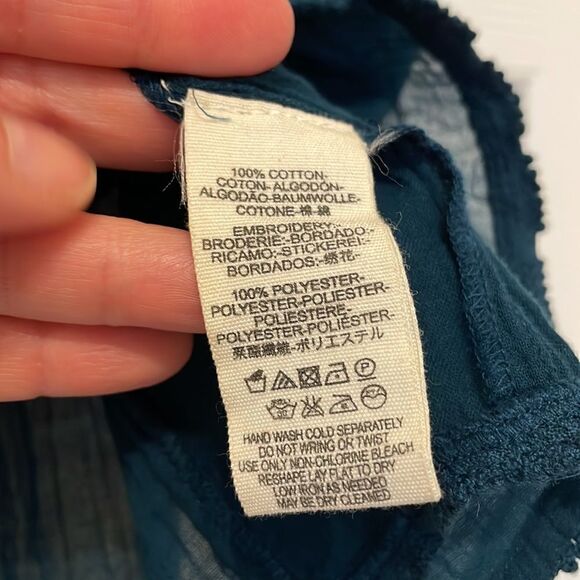 100% COTTON-
COTON-ALGODÓN-
ALGODÃO-BAUMWOLLE-
COTONE-棉-綿
EMBROIDERY:-
BRODERIE:-BORDADO:-
RICAMO:-STICKEREI:-
BORDADOS:-绣花
100% POLYESTER-
POLYESTER-POLIESTER-
POLIESTERE-
POLYESTER-POLIÉSTER-
聚酯纖維-ポリエステル
HAND WASH COLD SEPARATELY
DO NOT WRING OR TWIST
USE ONLY NON-CHLORINE BLEACH
RESHAPE LAY FLAT TO DRY
LOW IRON AS NEEDED
MAY BE DRY CLEANED